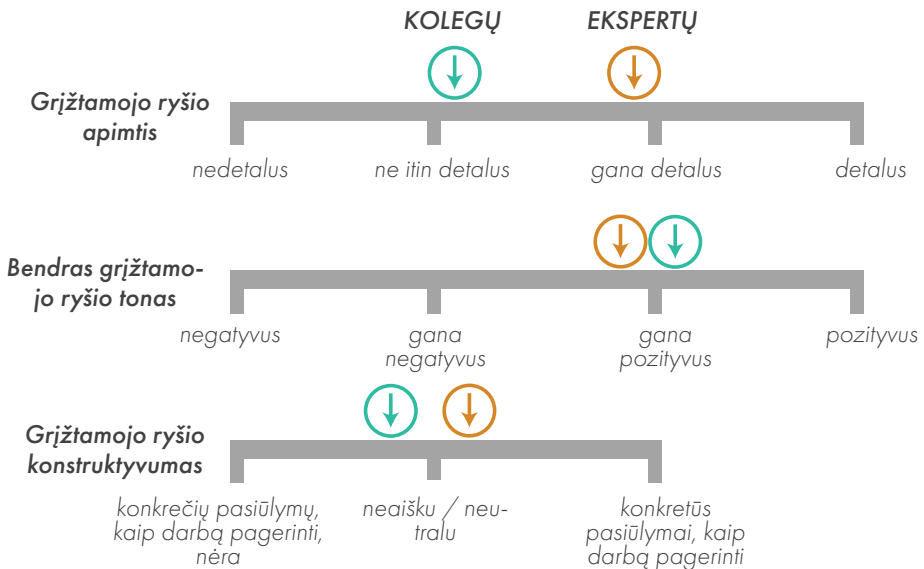 KOLEGŲ EKSPERTŲ
Grįžtamojo ryšio
apimtis
nedetalus ne itin detalus gana detalus detalus
Bendras grįžtamo-
jo ryšio tonas
negatyvus gana
negatyvus gana
pozityvus pozityvus
Grįžtamojo ryšio
konstruktyvumas
konkrečių pasiūlymų,
kaip darbą pagerinti,
nėra
neaišku / neu-
tralu
konkretūs
pasiūlymai, kaip
darbą pagerinti